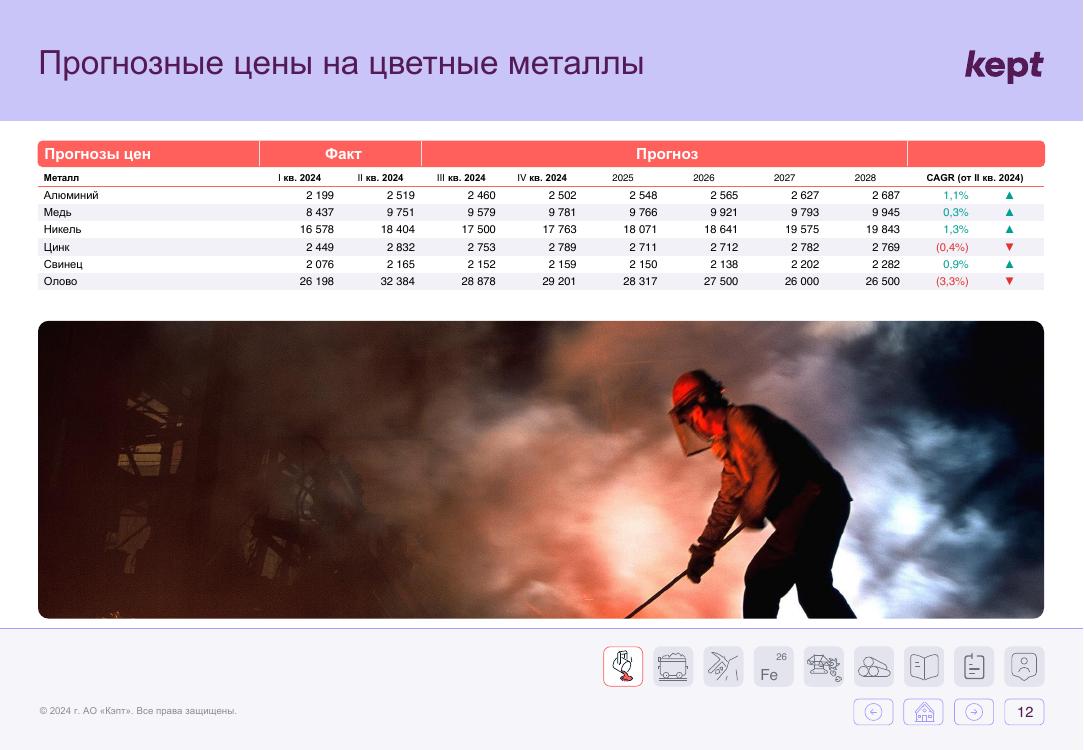 Прогнозные цены на цветные металлы
kept
Прогнозы цен Факт Прогноз
Металл I кв. 2024 II кв. 2024 III кв. 2024 IV кв. 2024 2025 2026 2027 2028 CAGR (от II кв. 2024)
Алюминий 2 199 2 519 2 460 2 502 2 548 2 565 2 627 2 687 1,1% ▲
Медь 8 437 9 751 9 579 9 781 9 766 9 921 9 793 9 945 0,3% ▲
Никель 16 578 18 404 17 500 17 763 18 071 18 641 19 575 19 843 1,3% ▲
Цинк 2 449 2 832 2 753 2 789 2 711 2 712 2 782 2 769 (0,4%) ▼
Свинец 2 076 2 165 2 152 2 159 2 150 2 138 2 202 2 282 0,9% ▲
Олово 26 198 32 384 28 878 29 201 28 317 27 500 26 000 26 500 (3,3%) ▼
26
Fe
© 2024 г. АО «Кэпт». Все права защищены.
12